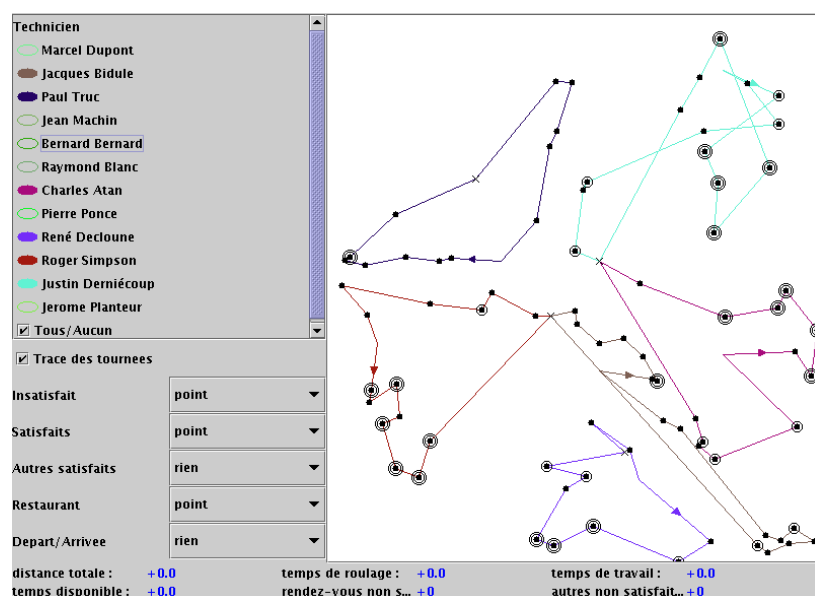 Technicien
Marcel Dupont
Jacques Bidule
Paul Truc
Jean Machin
Bernard Bernard
Raymond Blanc
Charles Atan
Pierre Ponce
René Decloune
Roger Simpson
Justin Derniécoup
Jerome Planteur
Tous/Aucun
Trace des tournees
Insatisfait point
Satisfaits point
Autres satisfaits rien
Restaurant point
Depart/Arrivee rien
distance totale : +0.0 temps de roulage : +0.0 temps de travail : +0.0
temps disponible : +0.0 rendez-vous non s... +0 autres non satisfait... +0